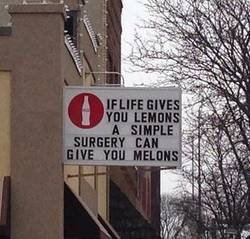 IF LIFE GIVES
YOU LEMONS
A SIMPLE
SURGERY CAN
GIVE YOU MELONS